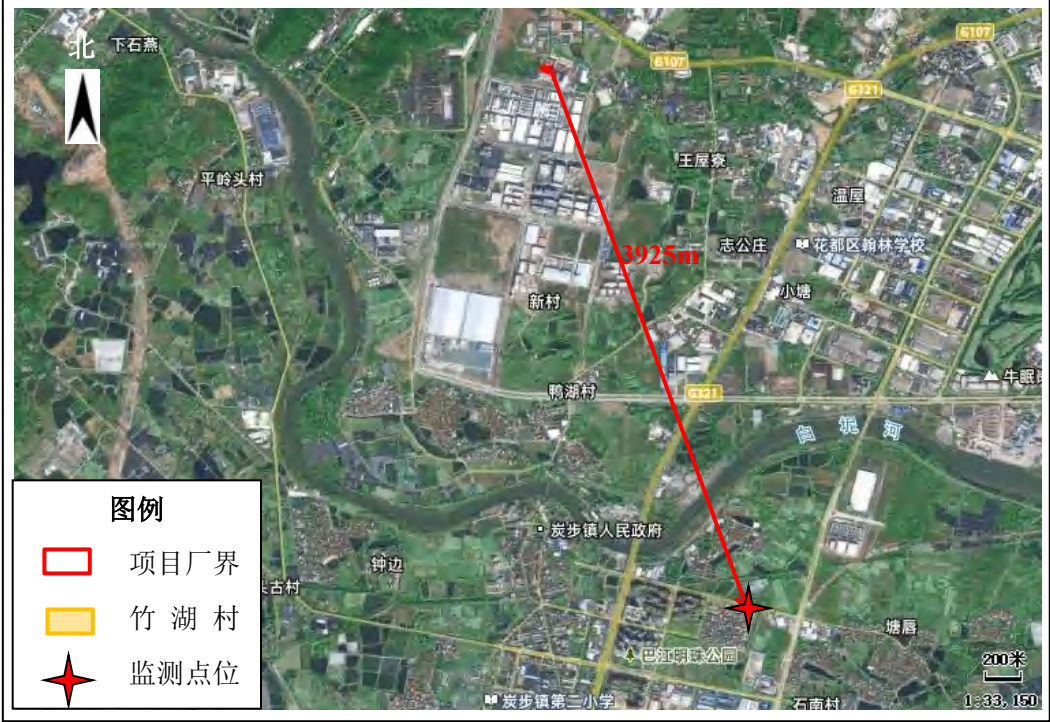 北
下石燕
G107
G107
G321
王屋寮
平岭头村
温屋
志公庄
花都区翰林学校
3925m
小塘
新村
牛眠
鸭湖村
G321
白坭河
图例
项目厂界
竹湖村
监测点位
炭步镇人民政府
钟边
头古村
塘唇
巴江明珠公园
200米
炭步镇第二小学
石南村
1:33,150